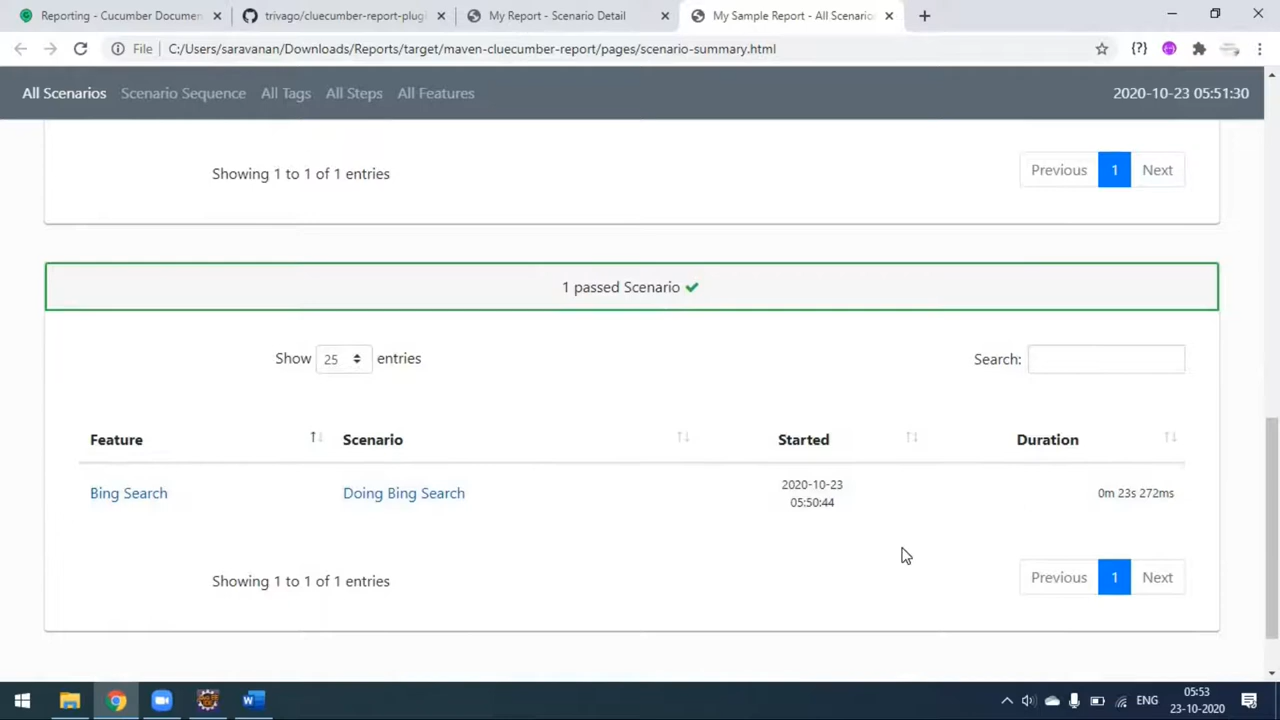 Reporting - Cucumber Documen
trivago/cluecumber-report-plugi
My Report - Scenario Detail
My Sample Report - All Scenario
File C:/Users/saravanan/Downloads/Reports/target/maven-cluecumber-report/pages/scenario-summary.html
All Scenarios Scenario Sequence All Tags All Steps All Features 2020-10-23 05:51:30
Showing 1 to 1 of 1 entries Previous 1 Next
1 passed Scenario
Show 25 entries Search:
Feature Scenario Started Duration
Bing Search Doing Bing Search 2020-10-23 05:50:44 0m 23s 272ms
Showing 1 to 1 of 1 entries Previous 1 Next
ENG 05:53
23-10-2020